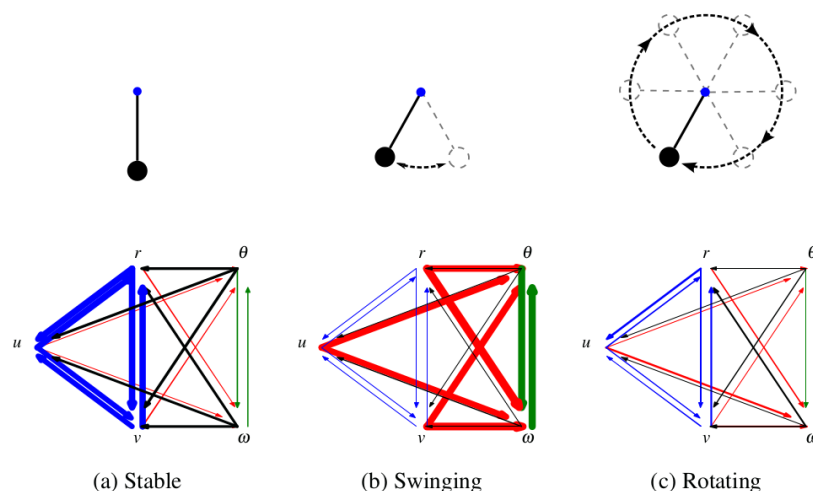 r θ r θ r θ
u u u
v ω v ω v ω
(a) Stable (b) Swinging (c) Rotating